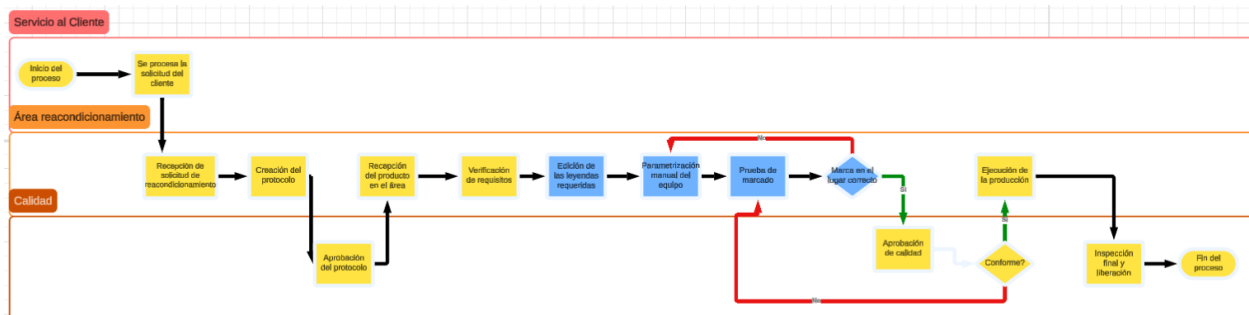 Servicio al Cliente
Inicio del
proceso
Se procesa la
solicitud del
cliente
Área reacondicionamiento
Recepción de
solicitud de
reacondicionamiento
Creación del
protocolo
Recepción
del producto
en el área
Verificación
de requisitos
Edición de
las leyendas
requeridas
Parametrización
manual del
equipo
Prueba de
marcado
No
Marca en el
lugar correcto
Si
Ejecución de
la producción
Calidad
Aprobación
del protocolo
Aprobación
de calidad
Conforme?
Si
No
Inspección
final y
liberación
Fin del
proceso